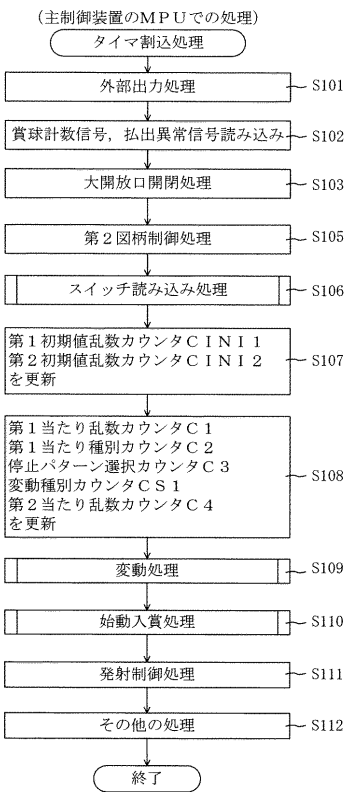 (主制御装置のMPUでの処理)
タイマ割込処理
外部出力処理
S101
賞球計数信号，払出異常信号読み込み
S102
大開放口開閉処理
S103
第2図柄制御処理
S105
スイッチ読み込み処理
S106
第1初期値乱数カウンタCINI1
第2初期値乱数カウンタCINI2
を更新
S107
第1当たり乱数カウンタC1
第1当たり種別カウンタC2
停止パターン選択カウンタC3
変動種別カウンタCS1
第2当たり乱数カウンタC4
を更新
S108
変動処理
S109
始動入賞処理
S110
発射制御処理
S111
その他の処理
S112
終了